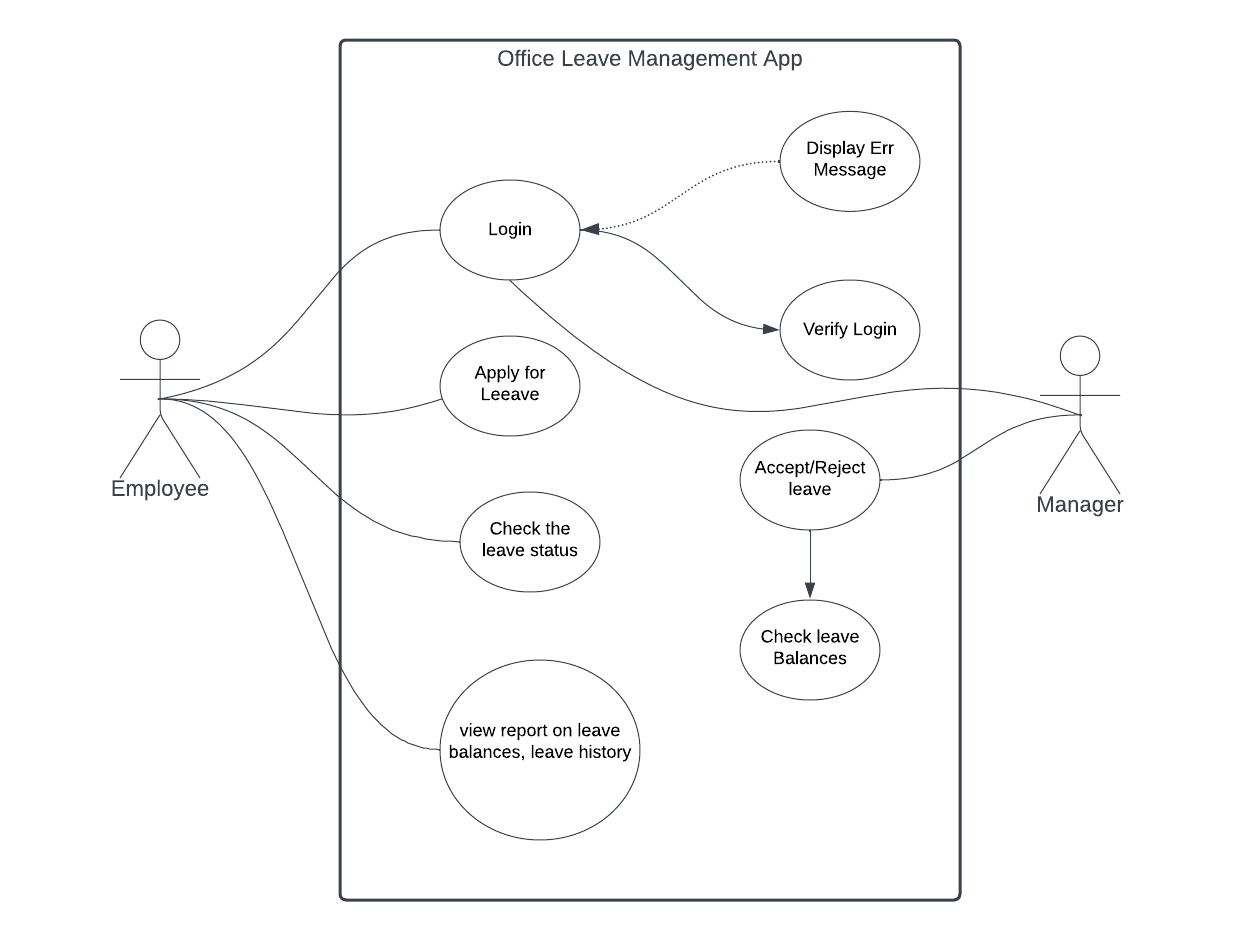 Office Leave Management App
Display Err
Message
Login
Verify Login
Apply for
Leeave
Accept/Reject
leave
Employee
Manager
Check the
leave status
Check leave
Balances
view report on leave
balances, leave history